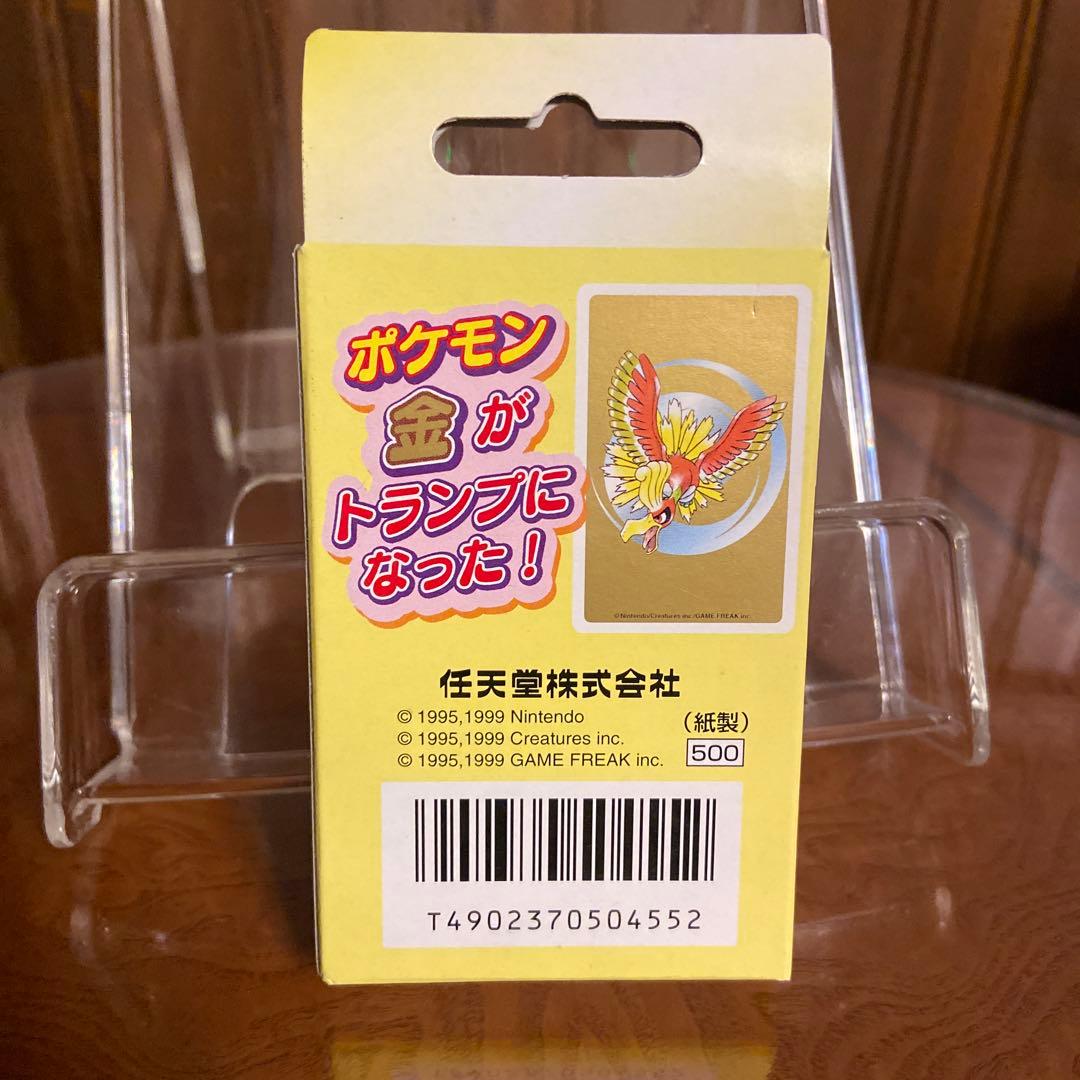 ポケモン
金が
トランプに
なった!
©Nintendo/Creatures inc./GAME FREAK inc.
任天堂株式会社
© 1995,1999 Nintendo
© 1995,1999 Creatures inc.
© 1995,1999 GAME FREAK inc.
(紙製)
500
T4902370504552